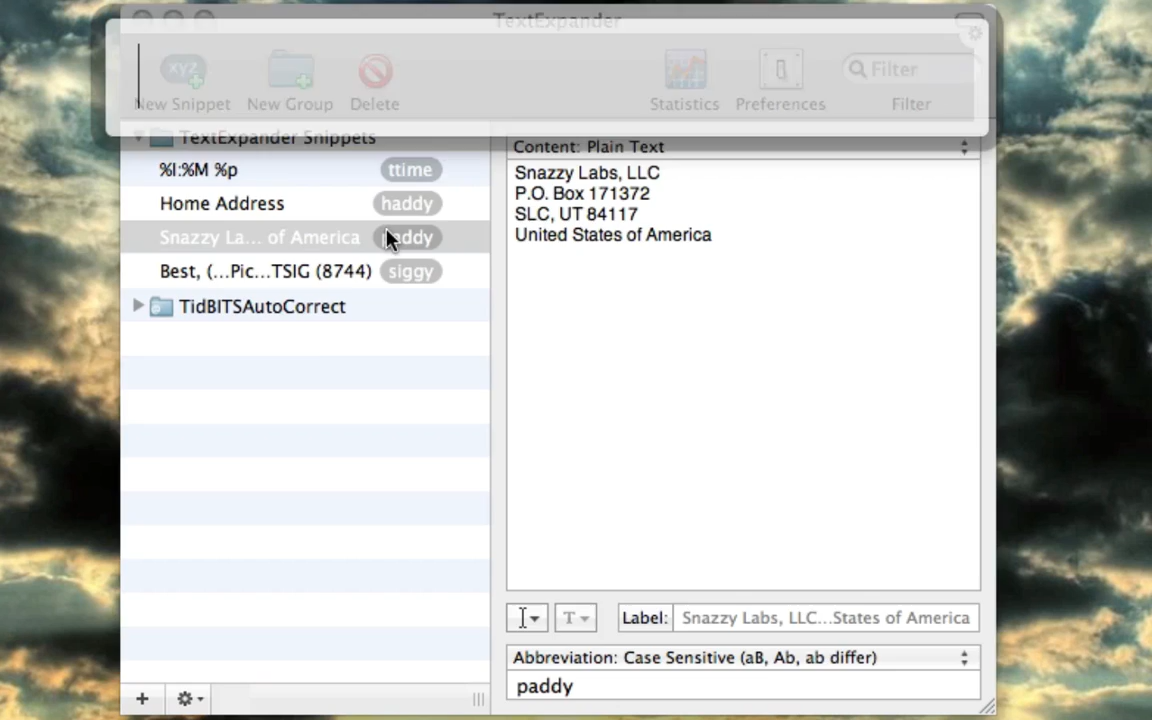 TextExpander
New Snippet
New Group
Delete
Statistics
Preferences
Filter
Filter
TextExpander Snippets
%I:%M %p
ttime
Home Address
haddy
Snazzy La... of America
addy
Best, (...Pic...TSIG (8744)
siggy
TidBITSAutoCorrect
Content: Plain Text
Snazzy Labs, LLC
P.O. Box 171372
SLC, UT 84117
United States of America
T
Label:
Snazzy Labs, LLC...States of America
Abbreviation: Case Sensitive (aB, Ab, ab differ)
paddy